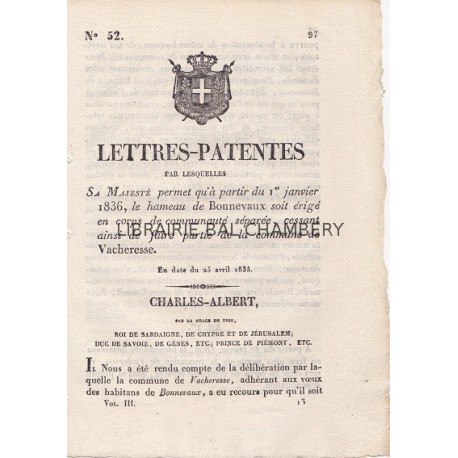 N° 52. 97
LETTRES-PATENTES
PAR LESQUELLES
SA MAJESTÉ permet qu'à partir du 1er janvier
1836, le hameau de Bonnevaux soit érigé
en corps de communauté séparée, cessant
ainsi de faire partie de la commune de
LIBRAIRIE BAL CHAMBERY
Vacheresse.
En date du 25 avril 1835.
CHARLES-ALBERT,
PAR LA GRACE DE DIEU,
ROI DE SARDAIGNE, DE CHYPRE ET DE JÉRUSALEM;
DUC DE SAVOIE, DE GÊNES, ETC; PRINCE DE PIÉMONT, ETC.
IL Nous a été rendu compte de la délibération par la-
quelle la commune de Vacheresse, adhérant aux vœux
des habitans de Bonnevaux, a eu recours pour qu'il soit
Vol. III. 13